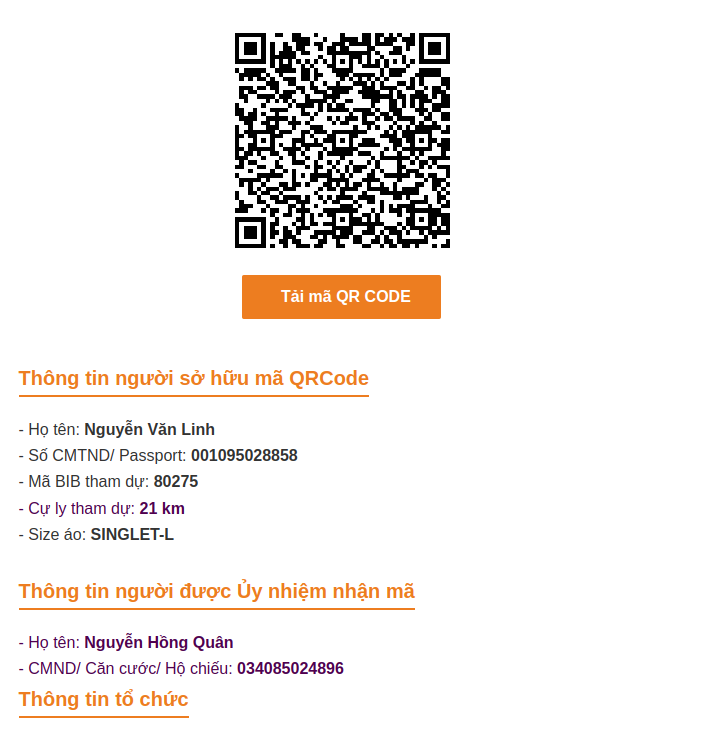 Tải mã QR CODE
Thông tin người sở hữu mã QRCode
- Họ tên: Nguyễn Văn Linh
- Số CMTND/ Passport: 001095028858
- Mã BIB tham dự: 80275
- Cự ly tham dự: 21 km
- Size áo: SINGLET-L
Thông tin người được Ủy nhiệm nhận mã
- Họ tên: Nguyễn Hồng Quân
- CMND/ Căn cước/ Hộ chiếu: 034085024896
Thông tin tổ chức